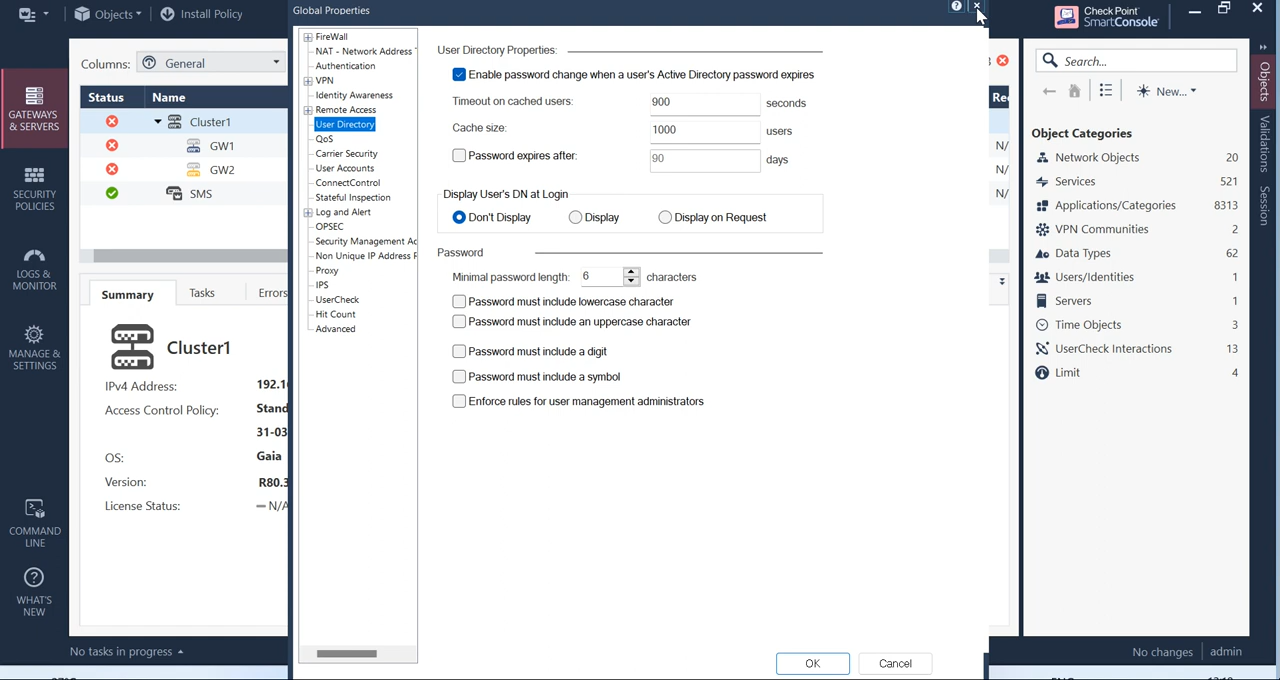 Objects
Install Policy
Global Properties
Check Point
SmartConsole
Columns:
General
Status
Name
Cluster1
GW1
GW2
SMS
GATEWAYS
& SERVERS
SECURITY
POLICIES
LOGS &
MONITOR
MANAGE &
SETTINGS
COMMAND
LINE
WHAT'S
NEW
Summary
Tasks
Errors
Cluster1
IPv4 Address:
192.1
Access Control Policy:
Stand
31-03
OS:
Gaia
Version:
R80.3
License Status:
N/A
No tasks in progress
FireWall
NAT - Network Address
Authentication
VPN
Identity Awareness
Remote Access
User Directory
QoS
Carrier Security
User Accounts
ConnectControl
Stateful Inspection
Log and Alert
OPSEC
Security Management Ac
Non Unique IP Address F
Proxy
IPS
UserCheck
Hit Count
Advanced
User Directory Properties:
Enable password change when a user's Active Directory password expires
Timeout on cached users:
900
seconds
Cache size:
1000
users
Password expires after:
90
days
Display User's DN at Login
Don't Display
Display
Display on Request
Password
Minimal password length:
6
characters
Password must include lowercase character
Password must include an uppercase character
Password must include a digit
Password must include a symbol
Enforce rules for user management administrators
OK
Cancel
Rec
N/
N/
N/
Search...
New...
Object Categories
Network Objects 20
Services 521
Applications/Categories 8313
VPN Communities 2
Data Types 62
Users/Identities 1
Servers 1
Time Objects 3
UserCheck Interactions 13
Limit 4
Objects
Validations
Session
No changes
admin